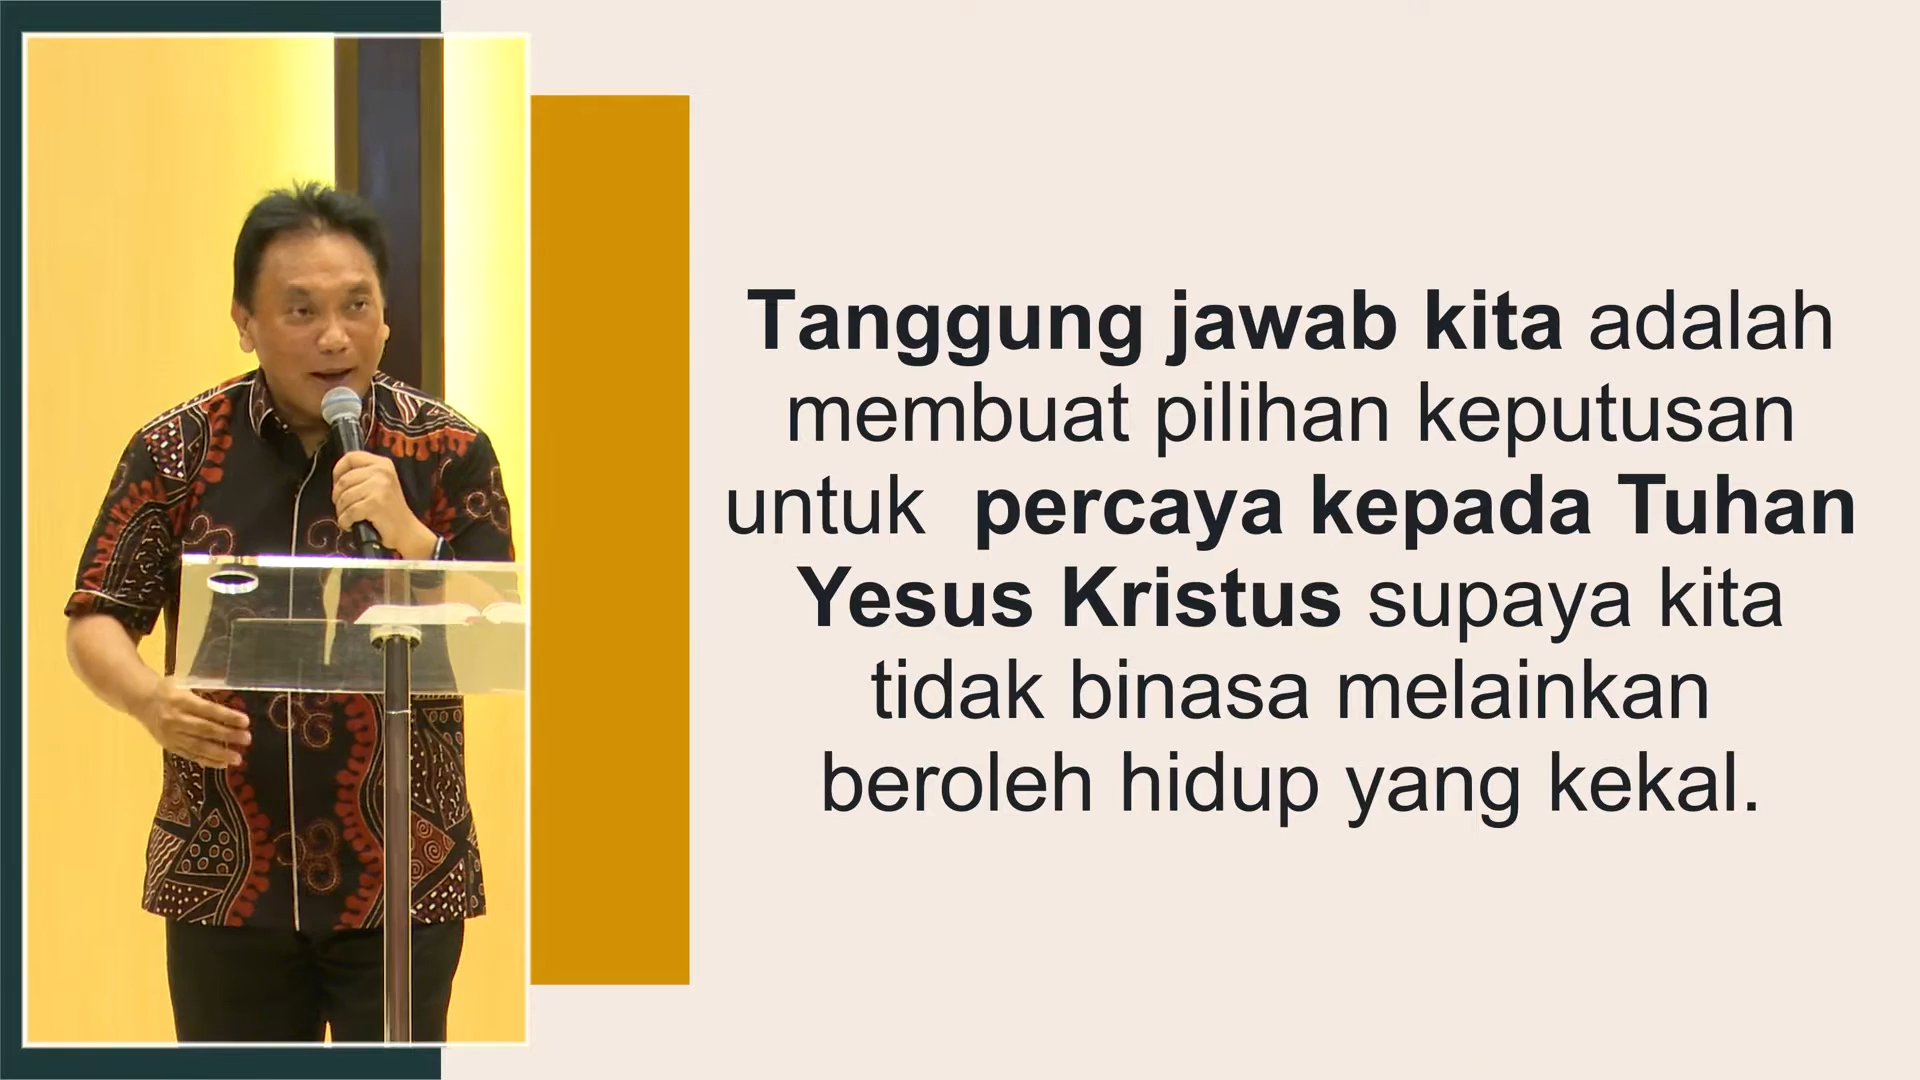 Tanggung jawab kita adalah
membuat pilihan keputusan
untuk  percaya kepada Tuhan
Yesus Kristus supaya kita
tidak binasa melainkan
beroleh hidup yang kekal.